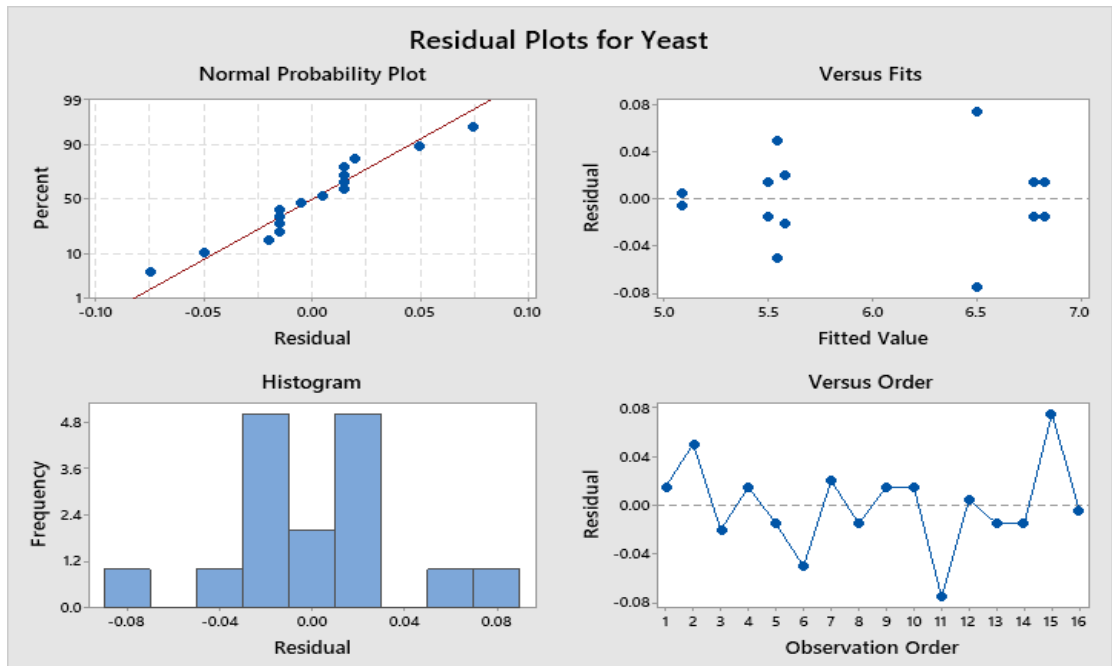 Residual Plots for Yeast
Normal Probability Plot
99
90
50
10
1
Percent
-0.10 -0.05 0.00 0.05 0.10
Residual
Versus Fits
0.08
0.04
0.00
-0.04
-0.08
Residual
5.0 5.5 6.0 6.5 7.0
Fitted Value
Histogram
4.8
3.6
2.4
1.2
0.0
Frequency
-0.08 -0.04 0.00 0.04 0.08
Residual
Versus Order
0.08
0.04
0.00
-0.04
-0.08
Residual
1 2 3 4 5 6 7 8 9 10 11 12 13 14 15 16
Observation Order